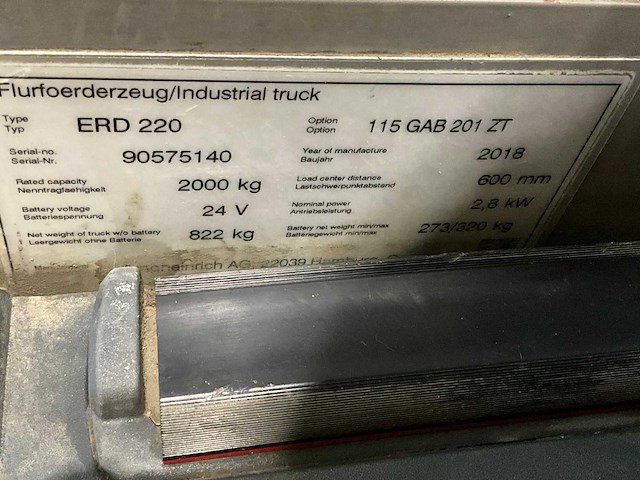 Flurfoerderzeug/Industrial truck
Type ERD 220 Option 115 GAB 201 ZT
Typ Option
Serial-no. 90575140 Year of manufacture 2018
Serial-Nr. Baujahr
Rated capacity 2000 kg Load center distance 600 mm
Nenntragfaehigkeit Lastschwerpunktabstand
Battery voltage 24 V Nominal power 2,8 kW
Batteriespannung Antriebsleistung
Net weight of truck w/o battery 822 kg Battery net weight min/max 273/320 kg
Leergewicht ohne Batterie Batteriegewicht min/max
AG, 22039 Hamburg